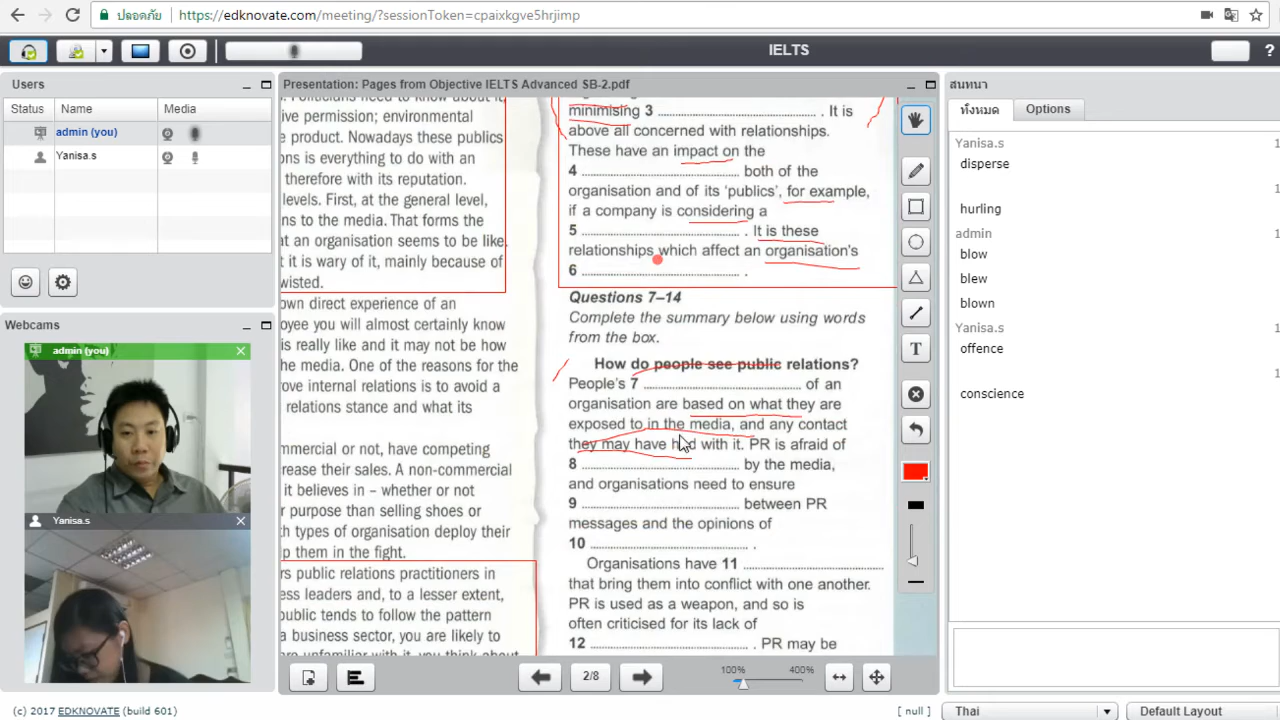 ปลอดภัย
https://edknovate.com/meeting/?sessionToken=cpaixkgve5hrjimp
IELTS
?
Users
Status Name Media
admin (you)
Yanisa.s
Webcams
admin (you)
Yanisa.s
Presentation: Pages from Objective IELTS Advanced SB-2.pdf
ive permission; environmental
e product. Nowadays these publics
ns is everything to do with an
therefore with its reputation.
levels. First, at the general level,
ns to the media. That forms the
at an organisation seems to be like.
it is wary of it, mainly because of
wisted.
own direct experience of an
oyee you will almost certainly know
is really like and it may not be how
he media. One of the reasons for the
rove internal relations is to avoid a
relations stance and what its
mmercial or not, have competing
rease their sales. A non-commercial
it believes in – whether or not
r purpose than selling shoes or
th types of organisation deploy their
p them in the fight.
rs public relations practitioners in
ess leaders and, to a lesser extent,
public tends to follow the pattern
a business sector, you are likely to
minimising 3 ........................................ . It is
above all concerned with relationships.
These have an impact on the
4 ........................................ both of the
organisation and of its 'publics', for example,
if a company is considering a
5 ........................................ . It is these
relationships which affect an organisation's
6 ........................................ .
Questions 7–14
Complete the summary below using words
from the box.
How do people see public relations?
People's 7 ........................................ of an
organisation are based on what they are
exposed to in the media, and any contact
they may have had with it. PR is afraid of
8 ........................................ by the media,
and organisations need to ensure
9 ........................................ between PR
messages and the opinions of
10 ........................................ .
Organisations have 11 ........................................
that bring them into conflict with one another.
PR is used as a weapon, and so is
often criticised for its lack of
12 ........................................ . PR may be
2/8
100% 400%
สนทนา
ทั้งหมด Options
Yanisa.s
disperse
hurling
admin
blow
blew
blown
Yanisa.s
offence
conscience
(c) 2017 EDKNOVATE (build 601)
[ null ]
Thai
Default Layout